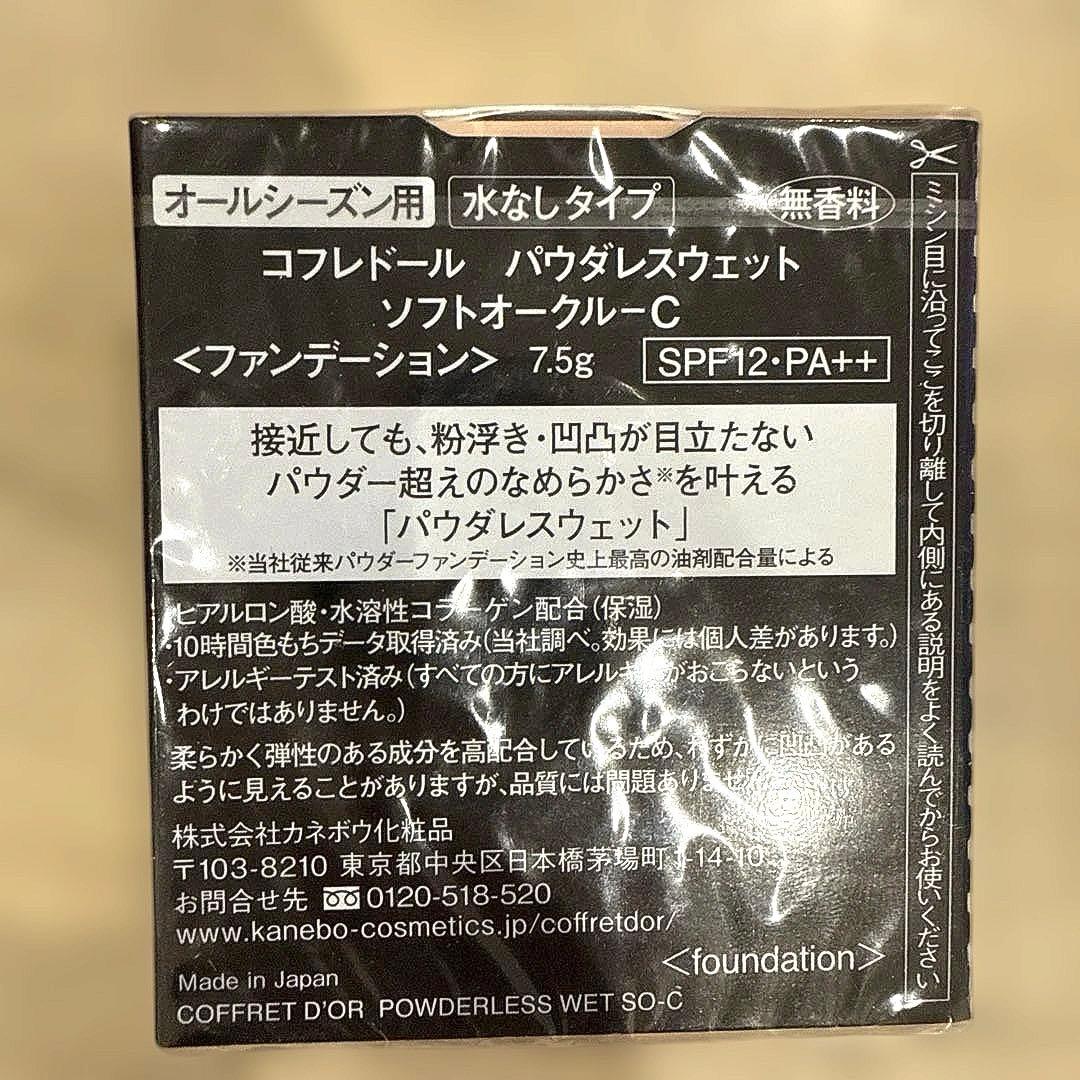 オールシーズン用 水なしタイプ 無香料
コフレドール パウダレスウェット
ソフトオークル−C
<ファンデーション> 7.5g SPF12・PA++
接近しても、粉浮き・凹凸が目立たない
パウダー超えのなめらかさ※を叶える
「パウダレスウェット」
※当社従来パウダーファンデーション史上最高の油剤配合量による
ヒアルロン酸・水溶性コラーゲン配合(保湿)
・10時間色もちデータ取得済み(当社調べ。効果には個人差があります。)
・アレルギーテスト済み(すべての方にアレルギーがおこらないという
わけではありません。)
柔らかく弾性のある成分を高配合しているため、わずかに凹凸がある
ように見えることがありますが、品質には問題ありません。
株式会社カネボウ化粧品
〒103-8210 東京都中央区日本橋茅場町1-14-10
お問合せ先 0120-518-520
www.kanebo-cosmetics.jp/coffretdor/
<foundation>
Made in Japan
COFFRET D'OR POWDERLESS WET SO-C
ミシン目に沿ってここを切り離して内側にある説明をよく読んでからお使いください